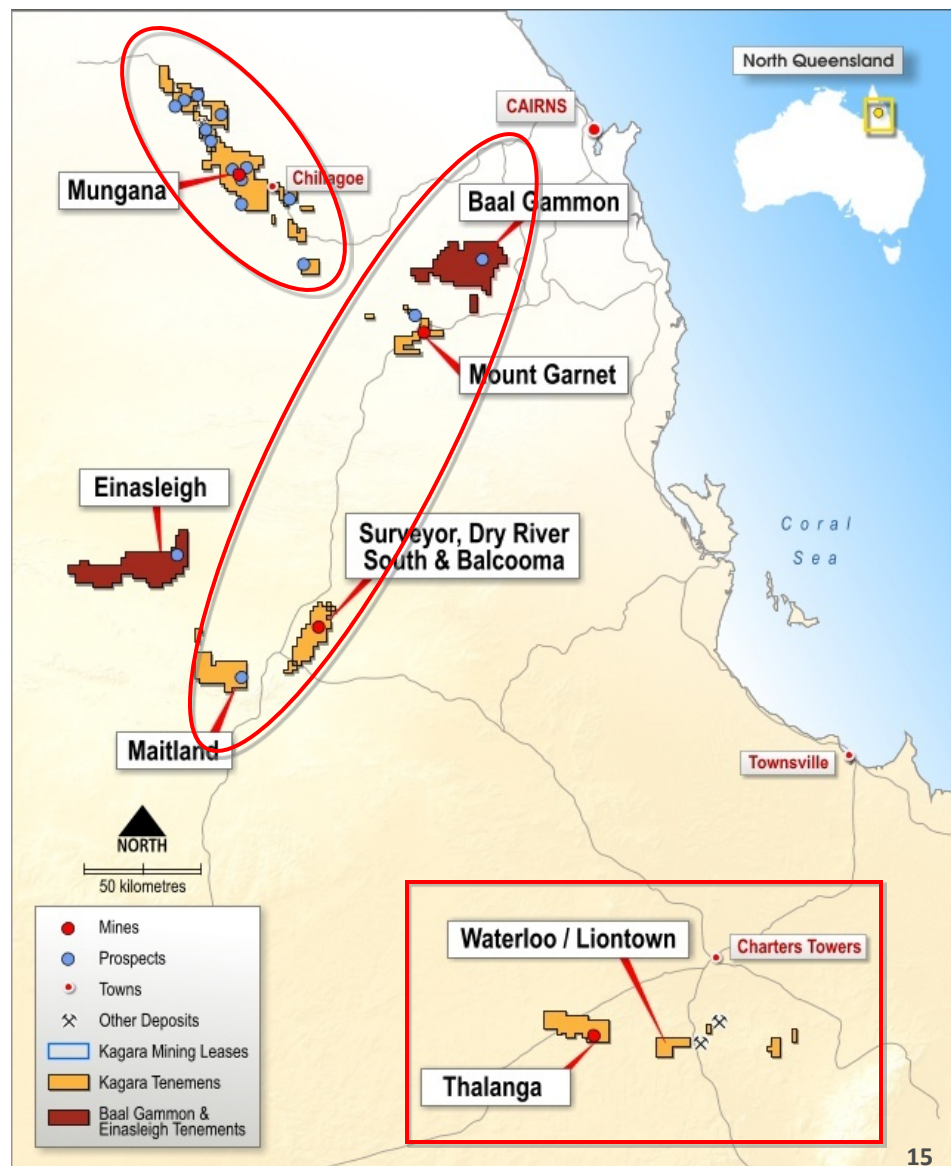 North Queensland
CAIRNS
Chillagoe
Mungana
Baal Gammon
Mount Garnet
Einasleigh
Surveyor, Dry River
South & Balcooma
Coral
Sea
Maitland
Townsville
NORTH
50 kilometres
Mines
Prospects
Towns
Other Deposits
Kagara Mining Leases
Kagara Tenemens
Baal Gammon &
Einasleigh Tenements
Waterloo / Liontown
Charters Towers
Thalanga
15